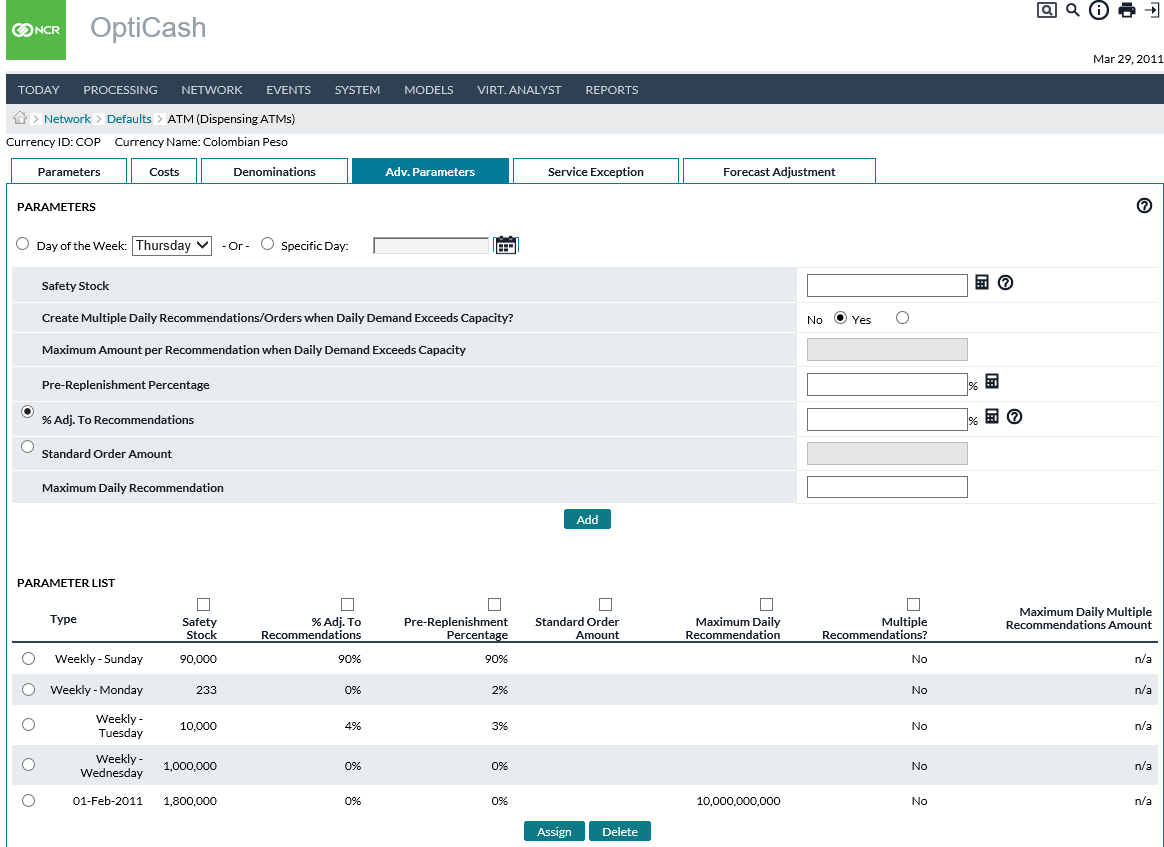 NCR
OptiCash
Mar 29, 2011
TODAY PROCESSING NETWORK EVENTS SYSTEM MODELS VIRT. ANALYST REPORTS
> Network > Defaults > ATM (Dispensing ATMs)
Currency ID: COP Currency Name: Colombian Peso
Parameters Costs Denominations Adv. Parameters Service Exception Forecast Adjustment
PARAMETERS
Day of the Week: Thursday - Or - Specific Day:
Safety Stock
Create Multiple Daily Recommendations/Orders when Daily Demand Exceeds Capacity? No Yes
Maximum Amount per Recommendation when Daily Demand Exceeds Capacity
Pre-Replenishment Percentage %
% Adj. To Recommendations %
Standard Order Amount
Maximum Daily Recommendation
Add
PARAMETER LIST
Type
Safety
Stock
% Adj. To
Recommendations
Pre-Replenishment
Percentage
Standard Order
Amount
Maximum Daily
Recommendation
Multiple
Recommendations?
Maximum Daily Multiple
Recommendations Amount
Weekly - Sunday 90,000 90% 90% No n/a
Weekly - Monday 233 0% 2% No n/a
Weekly -
Tuesday 10,000 4% 3% No n/a
Weekly -
Wednesday 1,000,000 0% 0% No n/a
01-Feb-2011 1,800,000 0% 0% 10,000,000,000 No n/a
Assign Delete